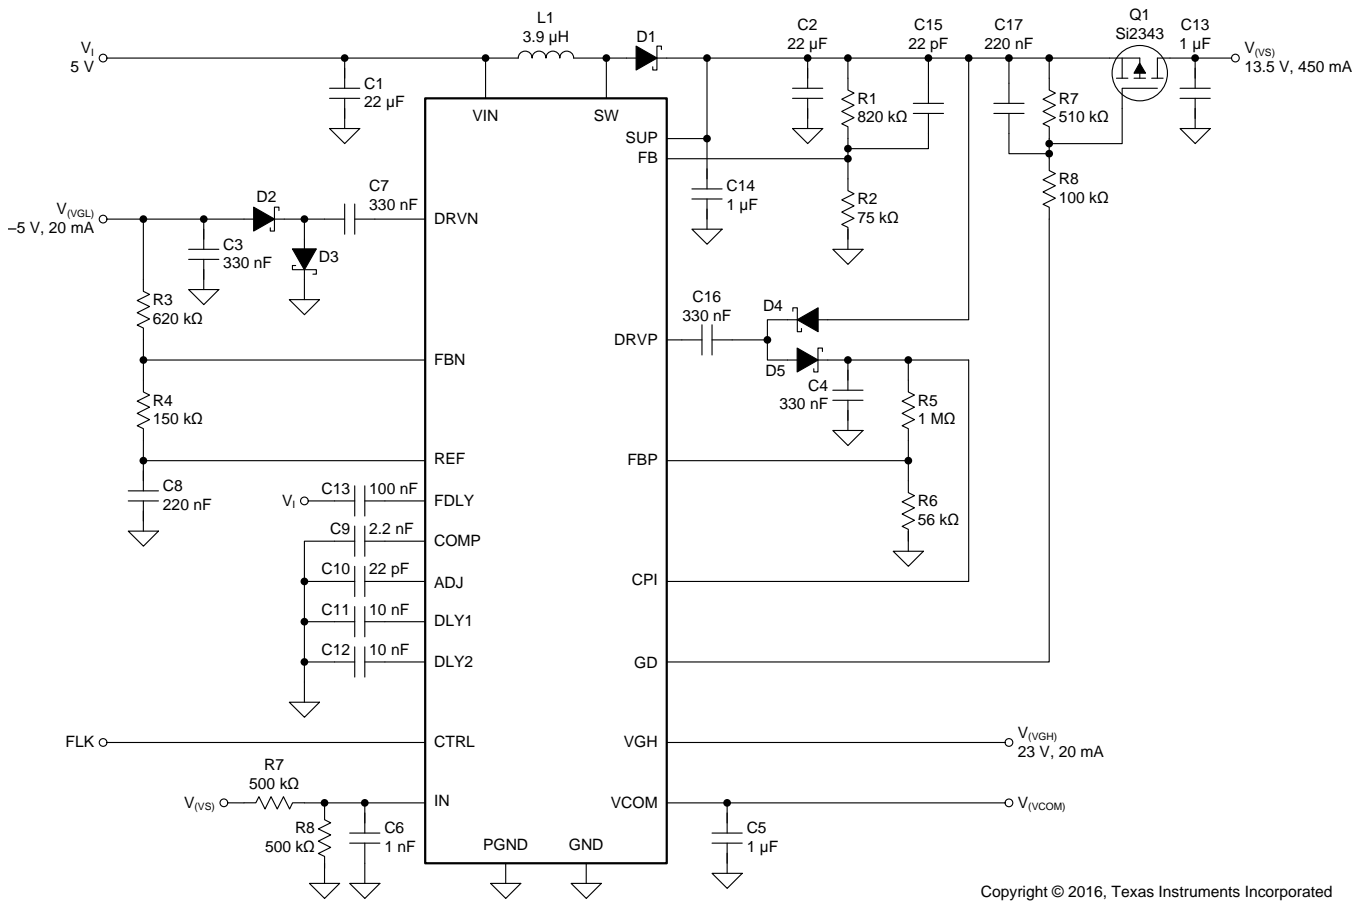 V_I
5 V
L1
3.9 µH
D1
C2
22 µF
C15
22 pF
C17
220 nF
Q1
Si2343
C13
1 µF
V_(VS)
13.5 V, 450 mA
C1
22 µF
VIN
SW
R1
820 kΩ
R7
510 kΩ
SUP
FB
C14
1 µF
R2
75 kΩ
R8
100 kΩ
V_(VGL)
–5 V, 20 mA
D2
C7
330 nF
DRVN
C3
330 nF
D3
R3
620 kΩ
C16
330 nF
D4
DRVP
D5
FBN
C4
330 nF
R5
1 MΩ
R4
150 kΩ
REF
FBP
C8
220 nF
V_I
C13
100 nF
FDLY
R6
56 kΩ
C9
2.2 nF
COMP
C10
22 pF
ADJ
CPI
C11
10 nF
DLY1
C12
10 nF
DLY2
GD
FLK
CTRL
VGH
V_(VGH)
23 V, 20 mA
R7
500 kΩ
V_(VS)
IN
VCOM
V_(VCOM)
R8
500 kΩ
C6
1 nF
PGND
GND
C5
1 µF
Copyright © 2016, Texas Instruments Incorporated